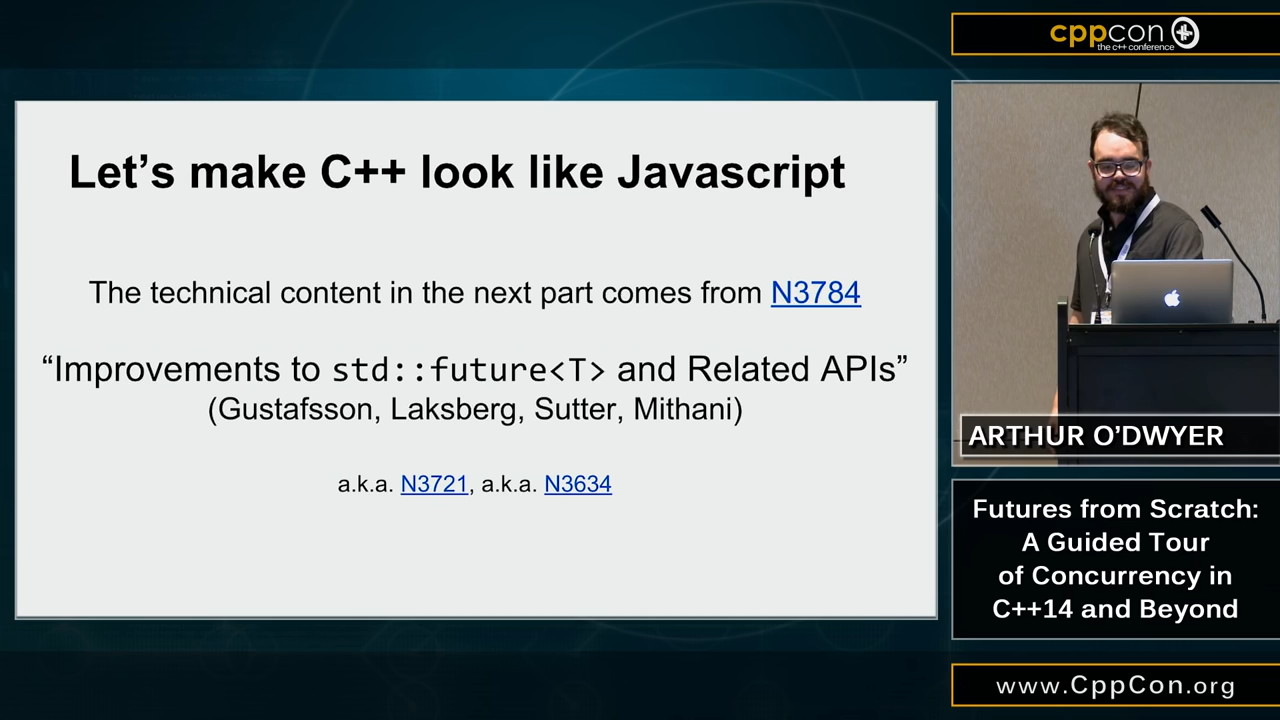 Let’s make C++ look like Javascript
The technical content in the next part comes from N3784
“Improvements to std::future<T> and Related APIs”
(Gustafsson, Laksberg, Sutter, Mithani)
a.k.a. N3721, a.k.a. N3634
cppcon
the c++ conference
ARTHUR O’DWYER
Futures from Scratch:
A Guided Tour
of Concurrency in
C++14 and Beyond
www.CppCon.org